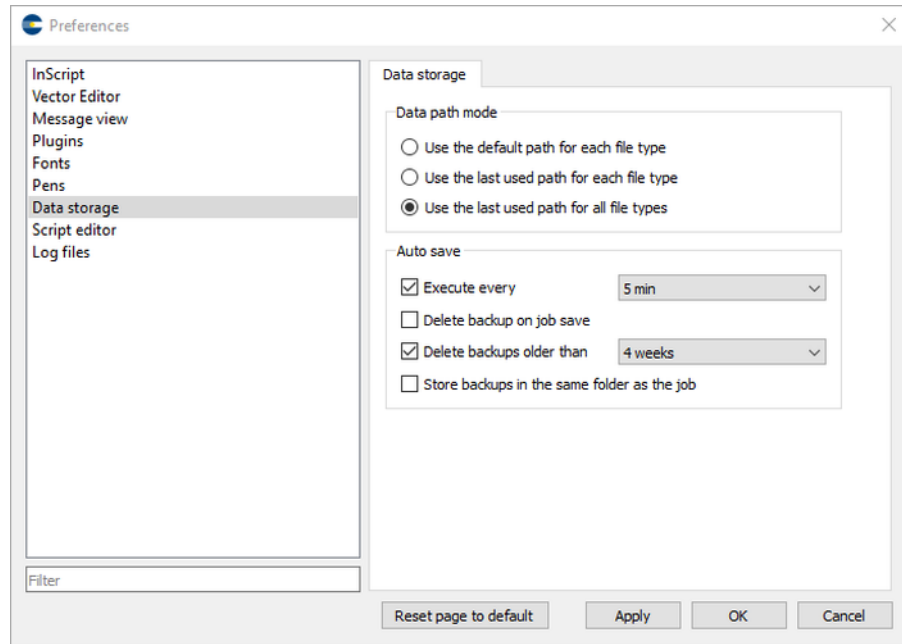 Preferences
InScript
Vector Editor
Message view
Plugins
Fonts
Pens
Data storage
Script editor
Log files
Filter
Data storage
Data path mode
Use the default path for each file type
Use the last used path for each file type
Use the last used path for all file types
Auto save
Execute every 5 min
Delete backup on job save
Delete backups older than 4 weeks
Store backups in the same folder as the job
Reset page to default Apply OK Cancel